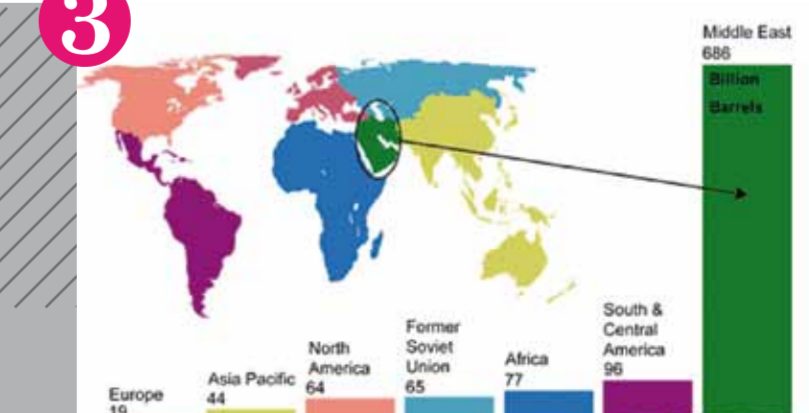 3
Middle East
686
Billion
Barrels
South &
Central
America
96
Africa
77
Former
Soviet
Union
65
North
America
64
Asia Pacific
44
Europe
19